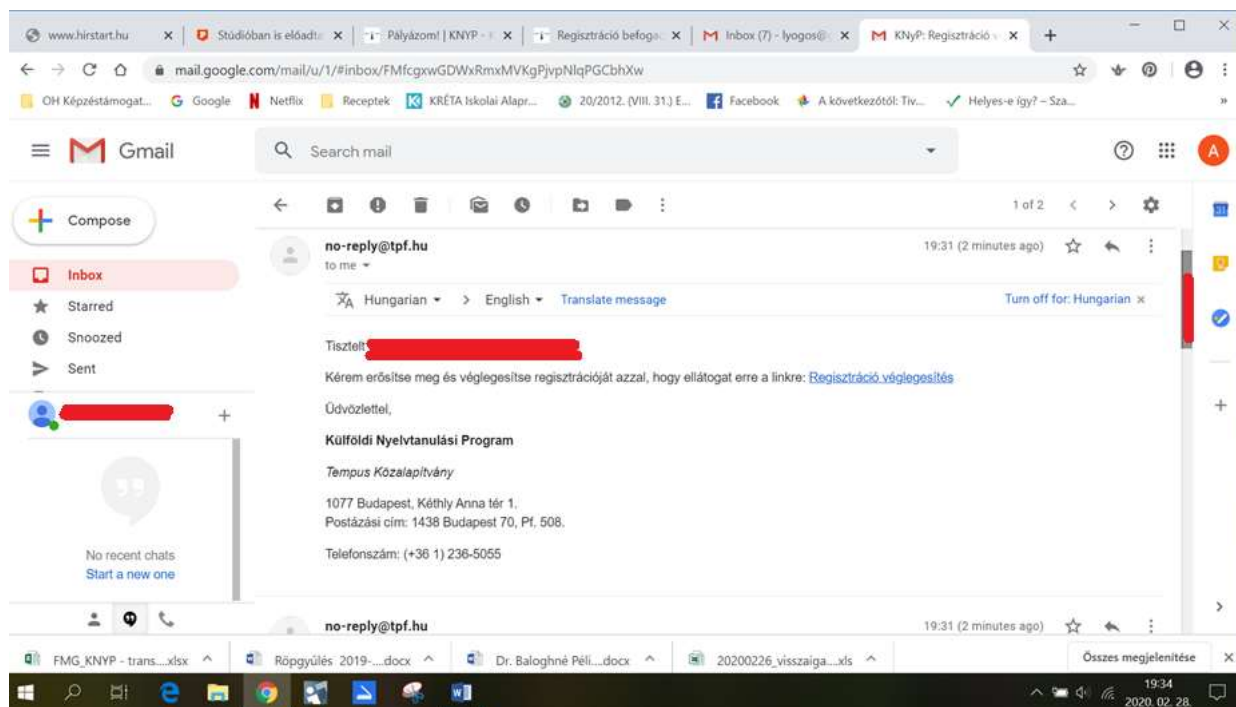 www.hirstart.hu
Stúdióban is előadta
Pályázom! | KNYP -
Regisztráció befoga
Inbox (7) - lyogos@
KNyP: Regisztráció v
mail.google.com/mail/u/1/#inbox/FMfcgxwGDWxRmxMVKgPjvpNlqPGCbhXw
OH Képzéstámogat...
Google
Netflix
Receptek
KRÉTA Iskolai Alapr...
20/2012. (VIII. 31.) E...
Facebook
A következőtől: Tiv...
Helyes-e így? – Sza...
Gmail
Search mail
A
Compose
1 of 2
31
no-reply@tpf.hu
19:31 (2 minutes ago)
to me
Inbox
Hungarian > English Translate message
Turn off for: Hungarian x
Starred
Snoozed
Sent
Tisztelt
Kérem erősítse meg és véglegesítse regisztrációját azzal, hogy ellátogat erre a linkre: Regisztráció véglegesítés
Üdvözlettel,
Külföldi Nyelvtanulási Program
Tempus Közalapítvány
1077 Budapest, Kéthly Anna tér 1.
Postázási cím: 1438 Budapest 70, Pf. 508.
Telefonszám: (+36 1) 236-5055
No recent chats
Start a new one
no-reply@tpf.hu
19:31 (2 minutes ago)
FMG_KNYP - trans....xlsx
Röpgyűlés 2019-....docx
Dr. Baloghné Péli....docx
20200226_visszaiga....xls
Összes megjelenítése
19:34
2020. 02. 28.